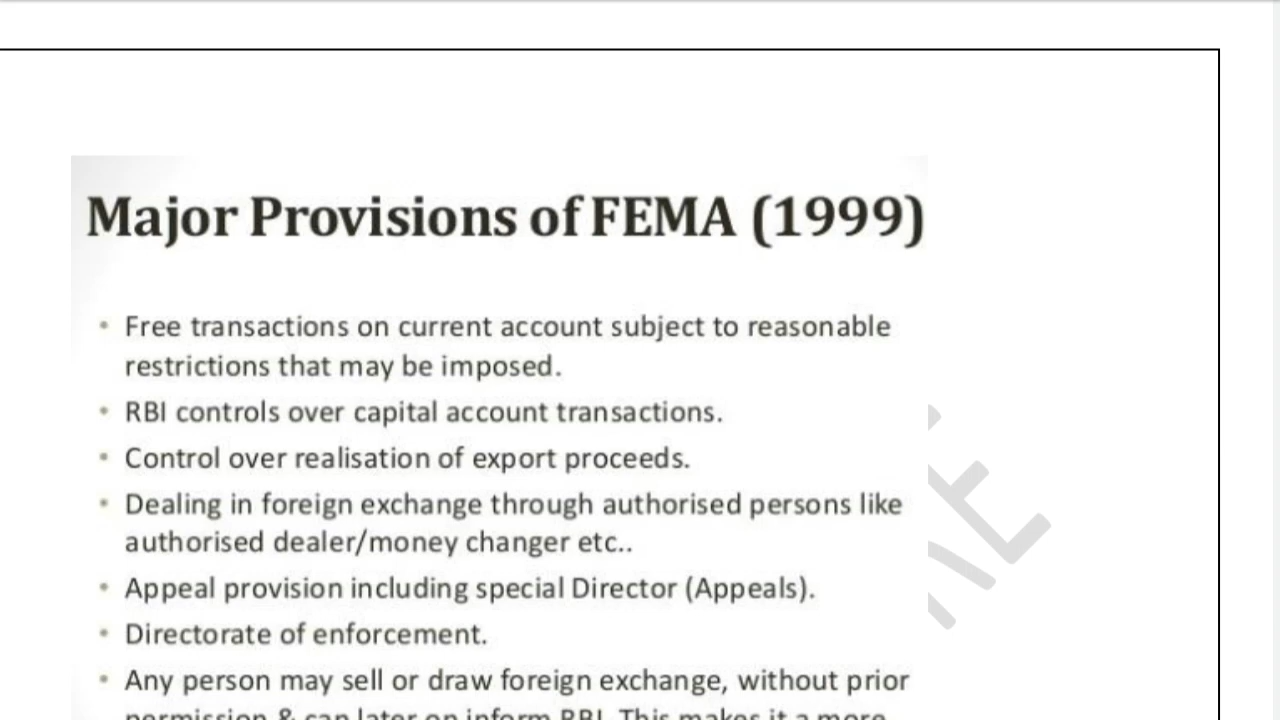 Major Provisions of FEMA (1999)
• Free transactions on current account subject to reasonable
restrictions that may be imposed.
• RBI controls over capital account transactions.
• Control over realisation of export proceeds.
• Dealing in foreign exchange through authorised persons like
authorised dealer/money changer etc..
• Appeal provision including special Director (Appeals).
• Directorate of enforcement.
• Any person may sell or draw foreign exchange, without prior
permission & can later on inform RBI. This makes it a more